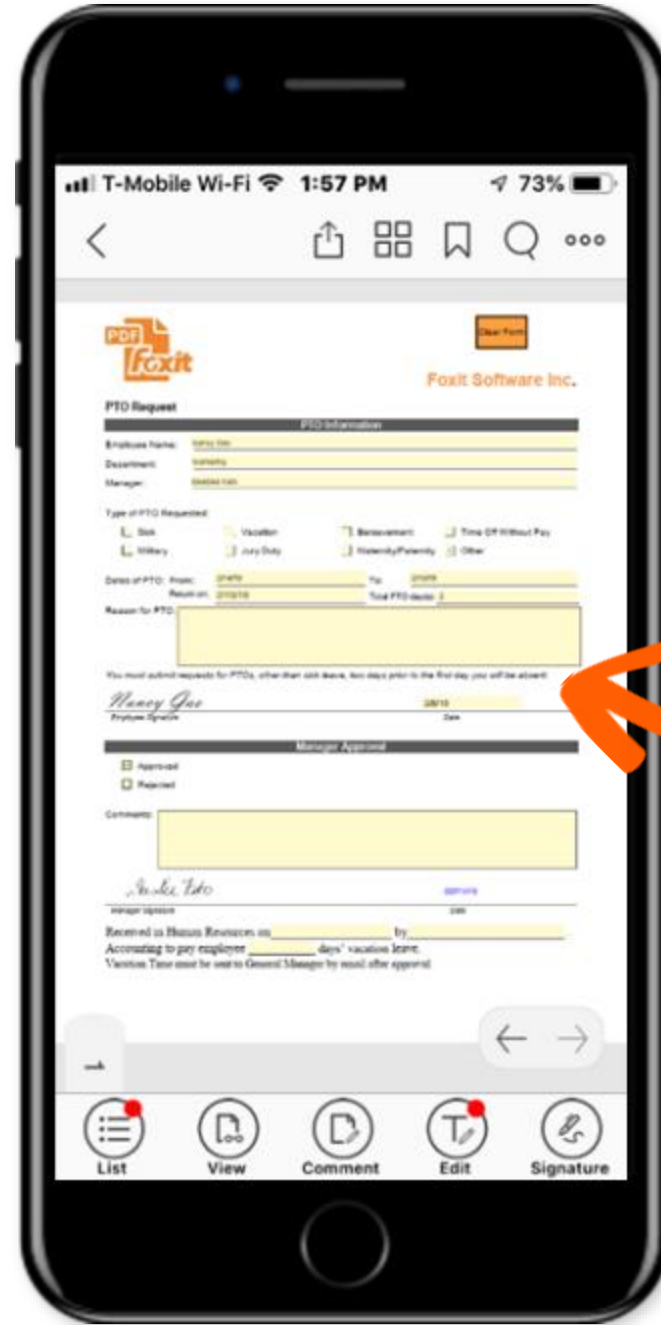 T-Mobile Wi-Fi 1:57 PM 73%
PDF
foxit
Clear Form
Foxit Software Inc.
PTO Request
PTO Information
Employee Name:
Department:
Manager:
Type of PTO Requested:
Sick Vacation Bereavement Time Off Without Pay
Military Jury Duty Maternity/Paternity Other
Dates of PTO: From: To:
Return on: Total PTO
Reason for PTO:
You must submit requests for PTOs, other than sick leave, two days prior to the first day you will be absent.
Nancy Gao
Employee Signature Date
Manager Approval
Approved
Rejected
Comments:
Manager Signature Date
Received in Human Resources on by
Accounting to pay employee days' vacation leave.
Vacation Time must be sent to General Manager by email after approval.
1
List View Comment Edit Signature